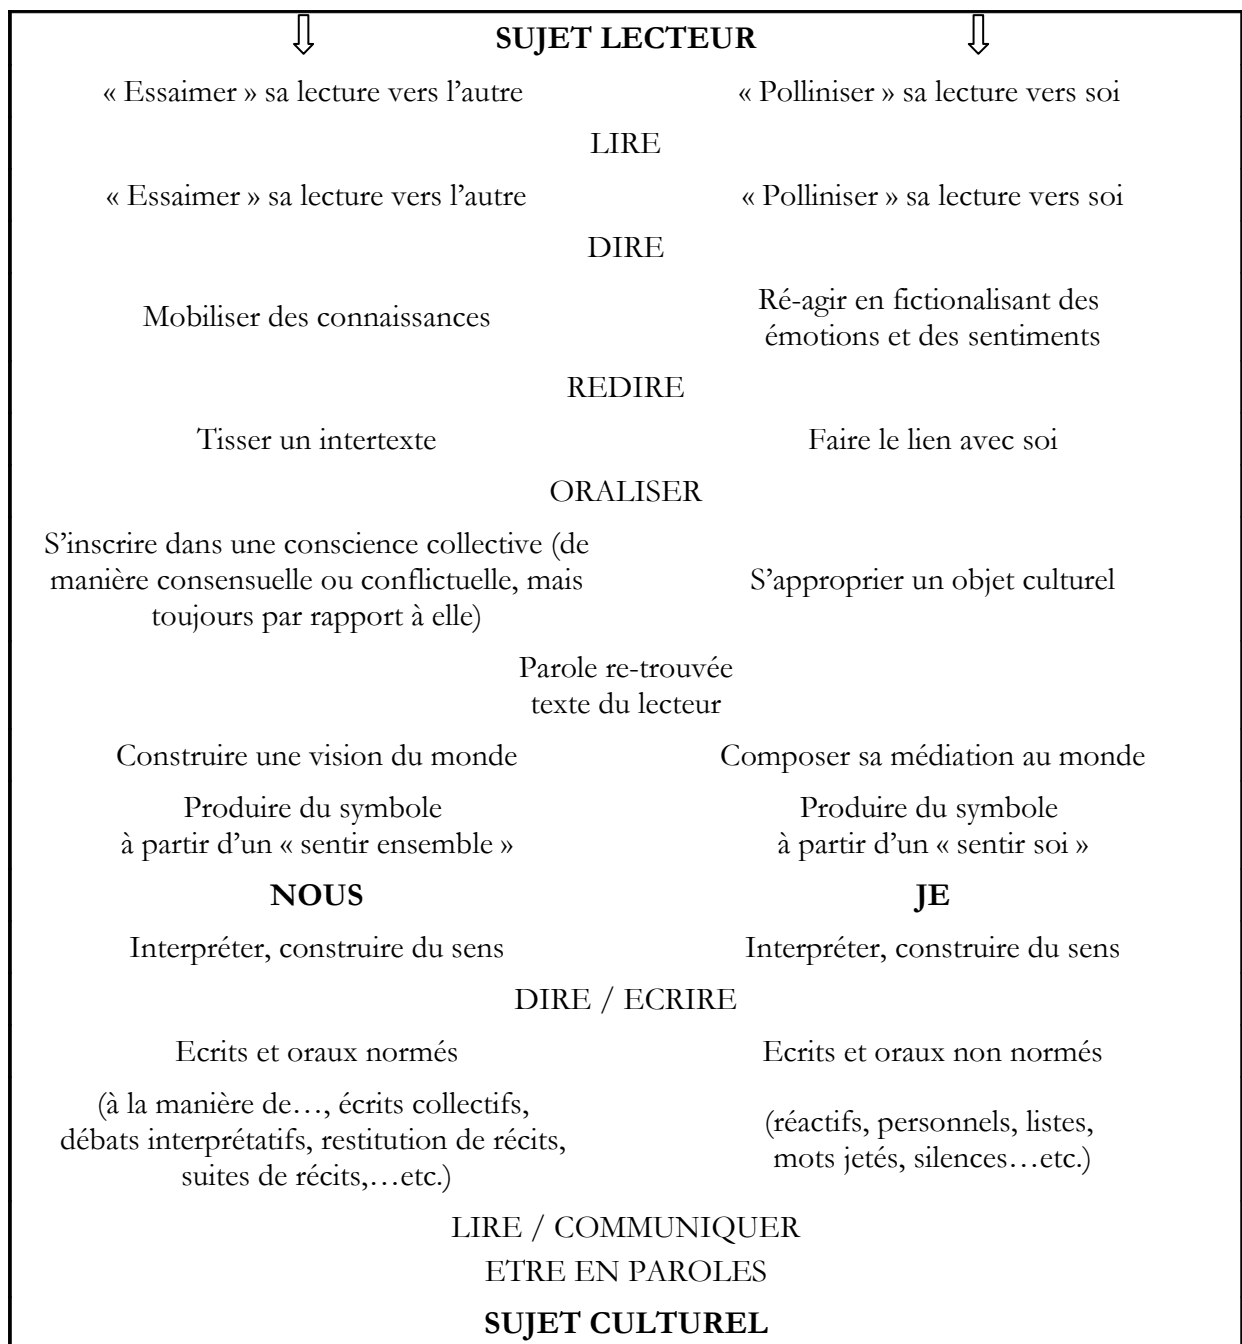 ⇩ SUJET LECTEUR ⇩
« Essaimer » sa lecture vers l’autre « Polliniser » sa lecture vers soi
LIRE
« Essaimer » sa lecture vers l’autre « Polliniser » sa lecture vers soi
DIRE
Mobiliser des connaissances
Ré-agir en fictionalisant des
émotions et des sentiments
REDIRE
Tisser un intertexte Faire le lien avec soi
ORALISER
S’inscrire dans une conscience collective (de
manière consensuelle ou conflictuelle, mais
toujours par rapport à elle)
S’approprier un objet culturel
Parole re-trouvée
texte du lecteur
Construire une vision du monde Composer sa médiation au monde
Produire du symbole
à partir d’un « sentir ensemble »
Produire du symbole
à partir d’un « sentir soi »
NOUS JE
Interpréter, construire du sens Interpréter, construire du sens
DIRE / ECRIRE
Ecrits et oraux normés Ecrits et oraux non normés
(à la manière de…, écrits collectifs,
débats interprétatifs, restitution de récits,
suites de récits,…etc.)
(réactifs, personnels, listes,
mots jetés, silences…etc.)
LIRE / COMMUNIQUER
ETRE EN PAROLES
SUJET CULTUREL